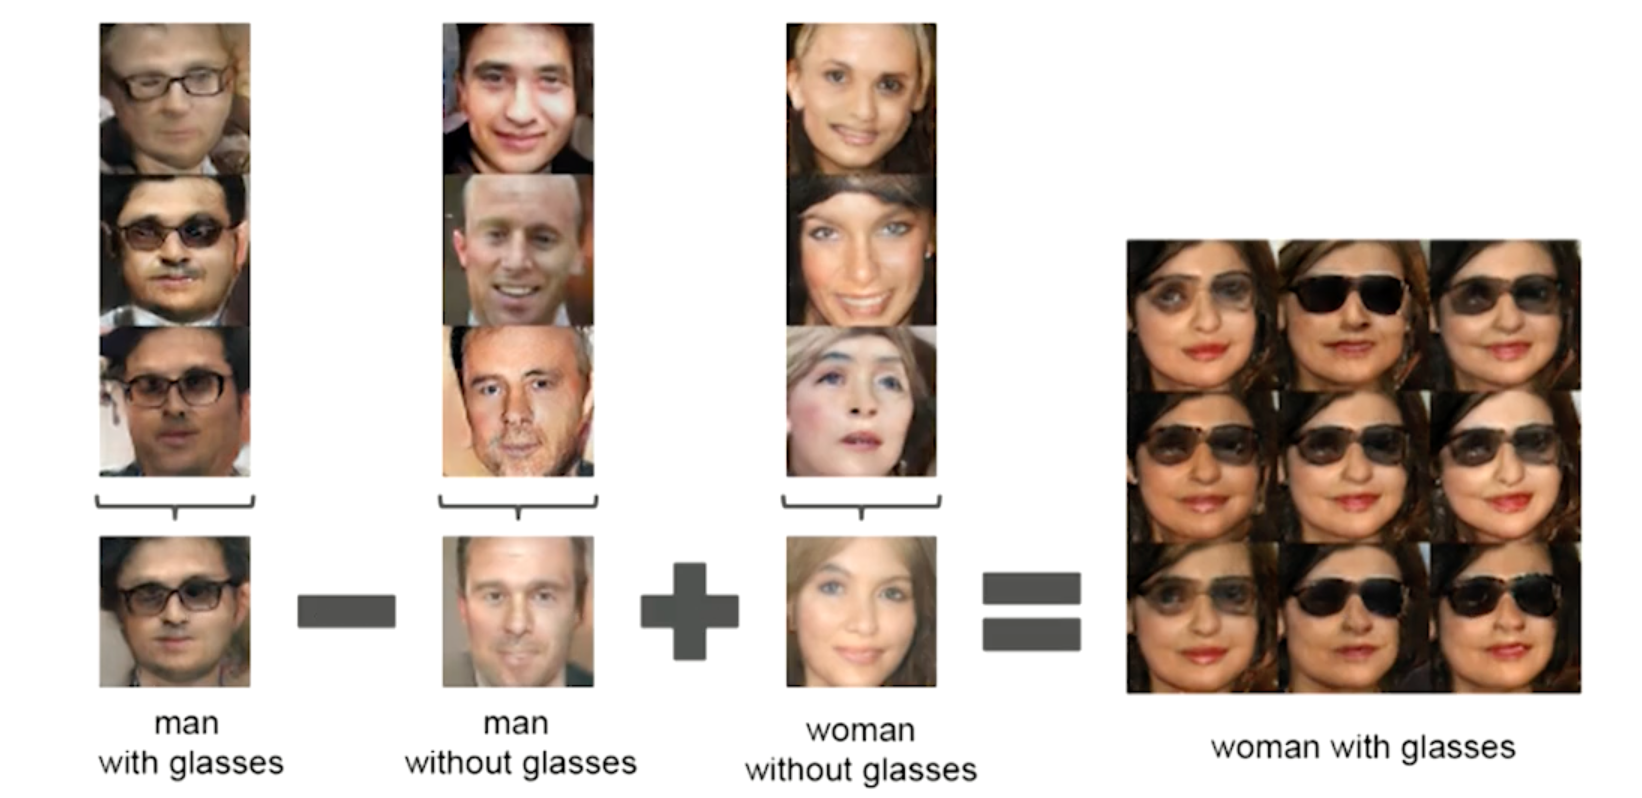 man
with glasses
man
without glasses
woman
without glasses
woman with glasses